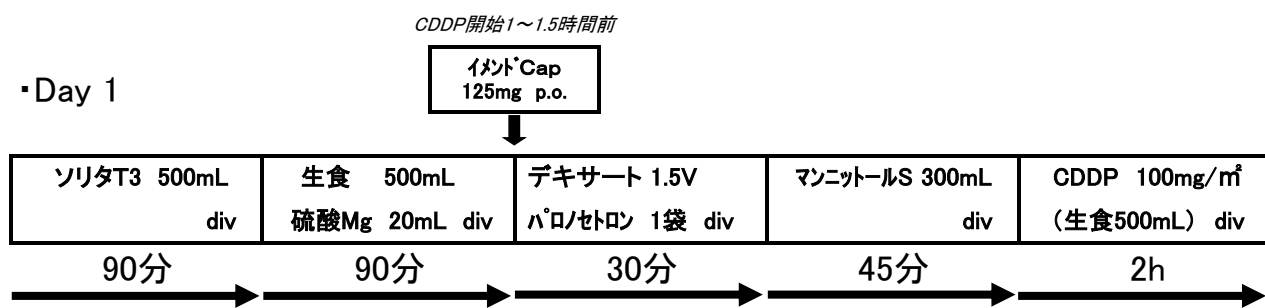 CDDP開始1～1.5時間前
ｲﾒﾝﾄﾞCap
125mg p.o.
・Day 1
ソリタT3 500mL
div
生食 500mL
硫酸Mg 20mL div
デキサート 1.5V
ﾊﾟﾛﾉｾﾄﾛﾝ 1袋 div
マンニットールS 300mL
div
CDDP 100mg/㎡
（生食500mL） div
90分
90分
30分
45分
2h